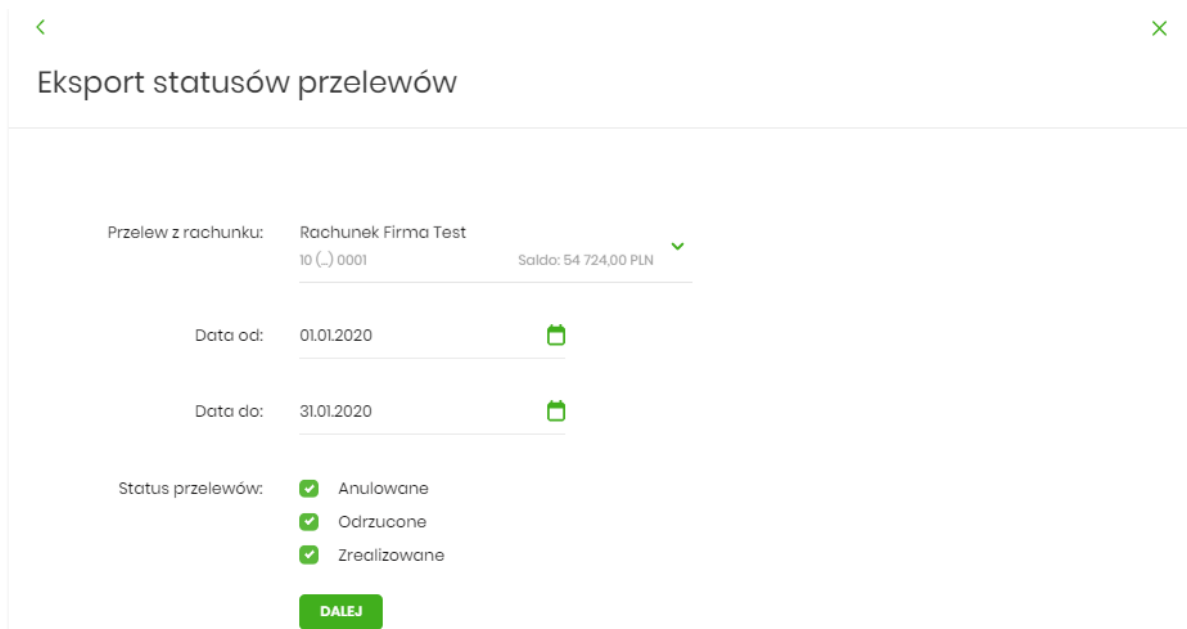 Eksport statusów przelewów
Przelew z rachunku: Rachunek Firma Test
10 (...) 0001 Saldo: 54 724,00 PLN
Data od: 01.01.2020
Data do: 31.01.2020
Status przelewów: Anulowane
Odrzucone
Zrealizowane
DALEJ